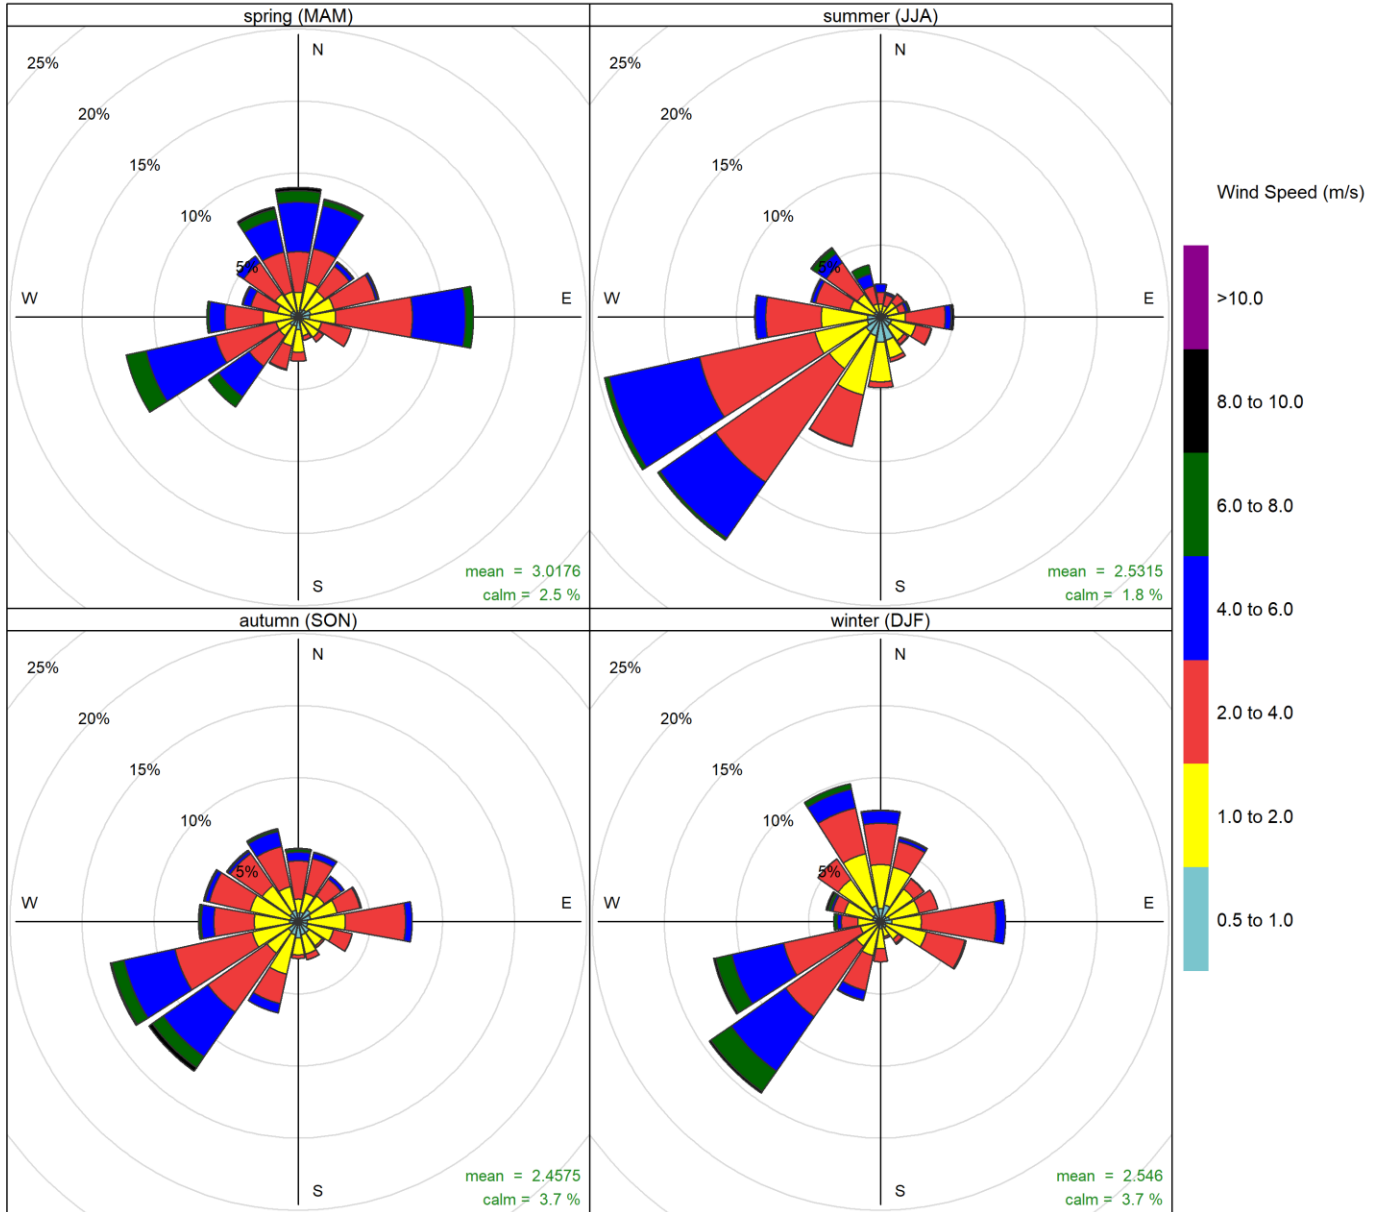 spring (MAM)
N
25%
20%
15%
10%
5%
W
E
S
mean = 3.0176
calm = 2.5 %
summer (JJA)
N
25%
20%
15%
10%
5%
W
E
S
mean = 2.5315
calm = 1.8 %
autumn (SON)
N
25%
20%
15%
10%
5%
W
E
S
mean = 2.4575
calm = 3.7 %
winter (DJF)
N
25%
20%
15%
10%
5%
W
E
S
mean = 2.546
calm = 3.7 %
Wind Speed (m/s)
>10.0
8.0 to 10.0
6.0 to 8.0
4.0 to 6.0
2.0 to 4.0
1.0 to 2.0
0.5 to 1.0